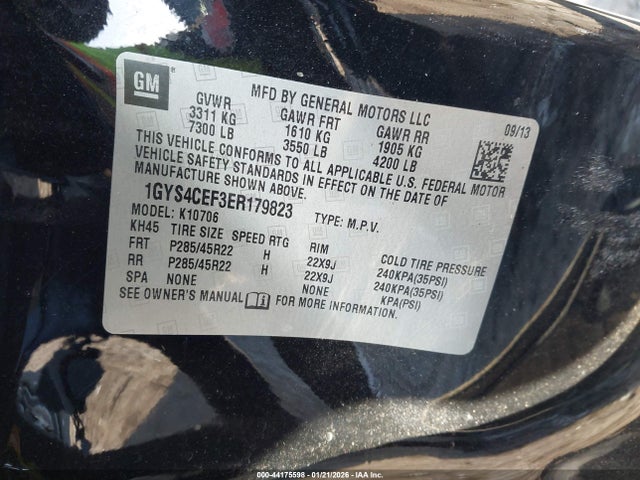 GM
MFD BY GENERAL MOTORS LLC
09/13
GVWR GAWR FRT GAWR RR
3311 KG 1610 KG 1905 KG
7300 LB 3550 LB 4200 LB
THIS VEHICLE CONFORMS TO ALL APPLICABLE U.S. FEDERAL MOTOR
VEHICLE SAFETY STANDARDS IN EFFECT ON THE DATE OF
MANUFACTURE SHOWN ABOVE.
1GYS4CEF3ER179823 TYPE: M.P.V.
MODEL: K10706
KH45 TIRE SIZE SPEED RTG RIM COLD TIRE PRESSURE
FRT P285/45R22 H 22X9J 240KPA(35PSI)
RR P285/45R22 H 22X9J 240KPA(35PSI)
SPA NONE NONE KPA(PSI)
SEE OWNER'S MANUAL FOR MORE INFORMATION.
000-44175598 - 01/21/2026 - IAAI.COM